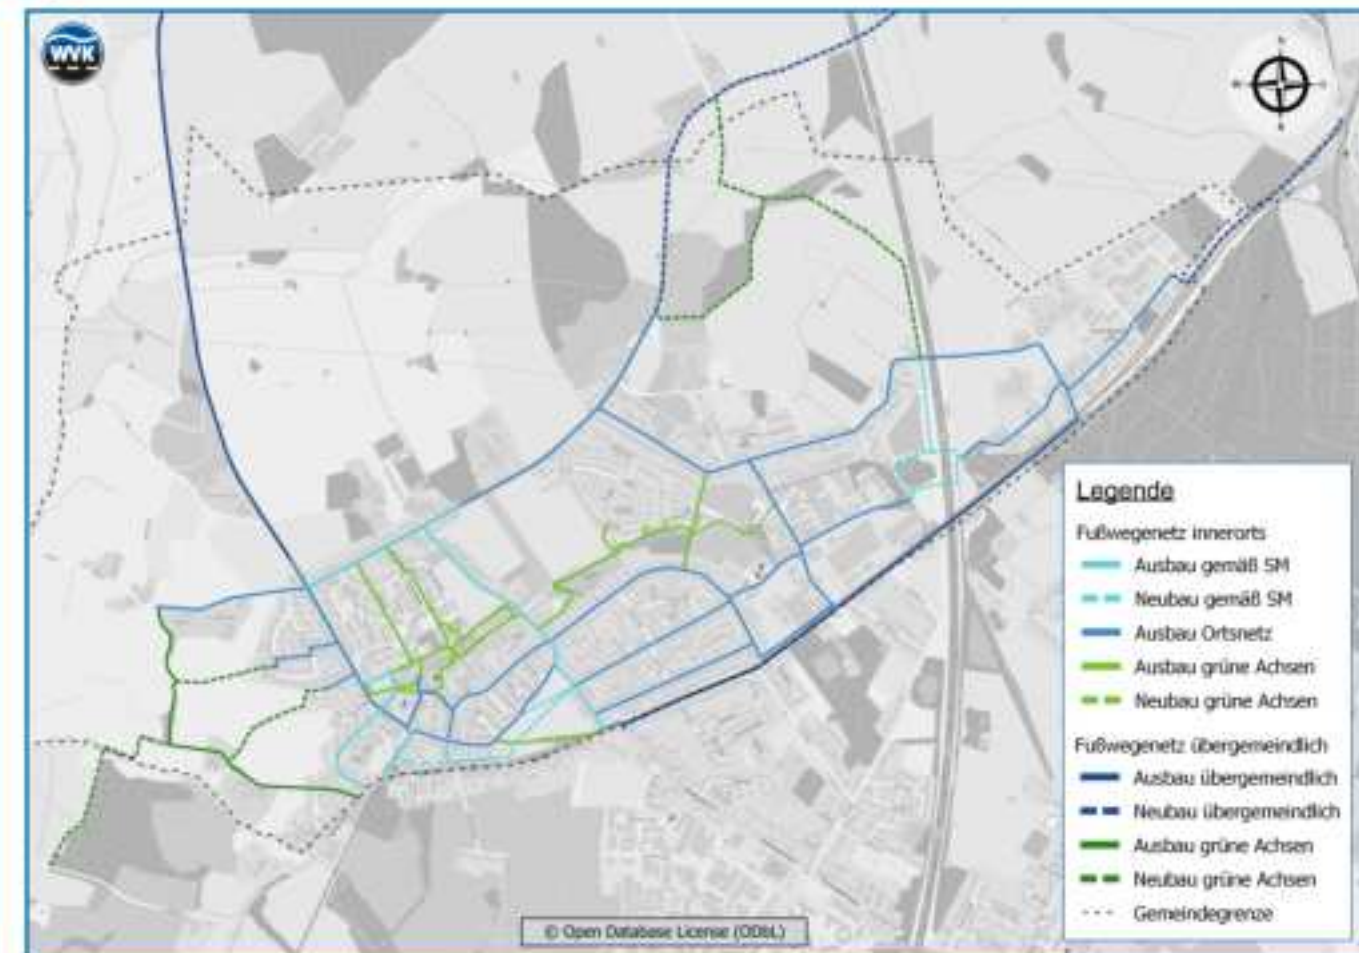 WVK
Legende
Fußwegenetz innerorts
Ausbau gemäß SM
Neubau gemäß SM
Ausbau Ortsnetz
Ausbau grüne Achsen
Neubau grüne Achsen
Fußwegenetz übergemeindlich
Ausbau übergemeindlich
Neubau übergemeindlich
Ausbau grüne Achsen
Neubau grüne Achsen
Gemeindegrenze
© Open Database License (ODbL)